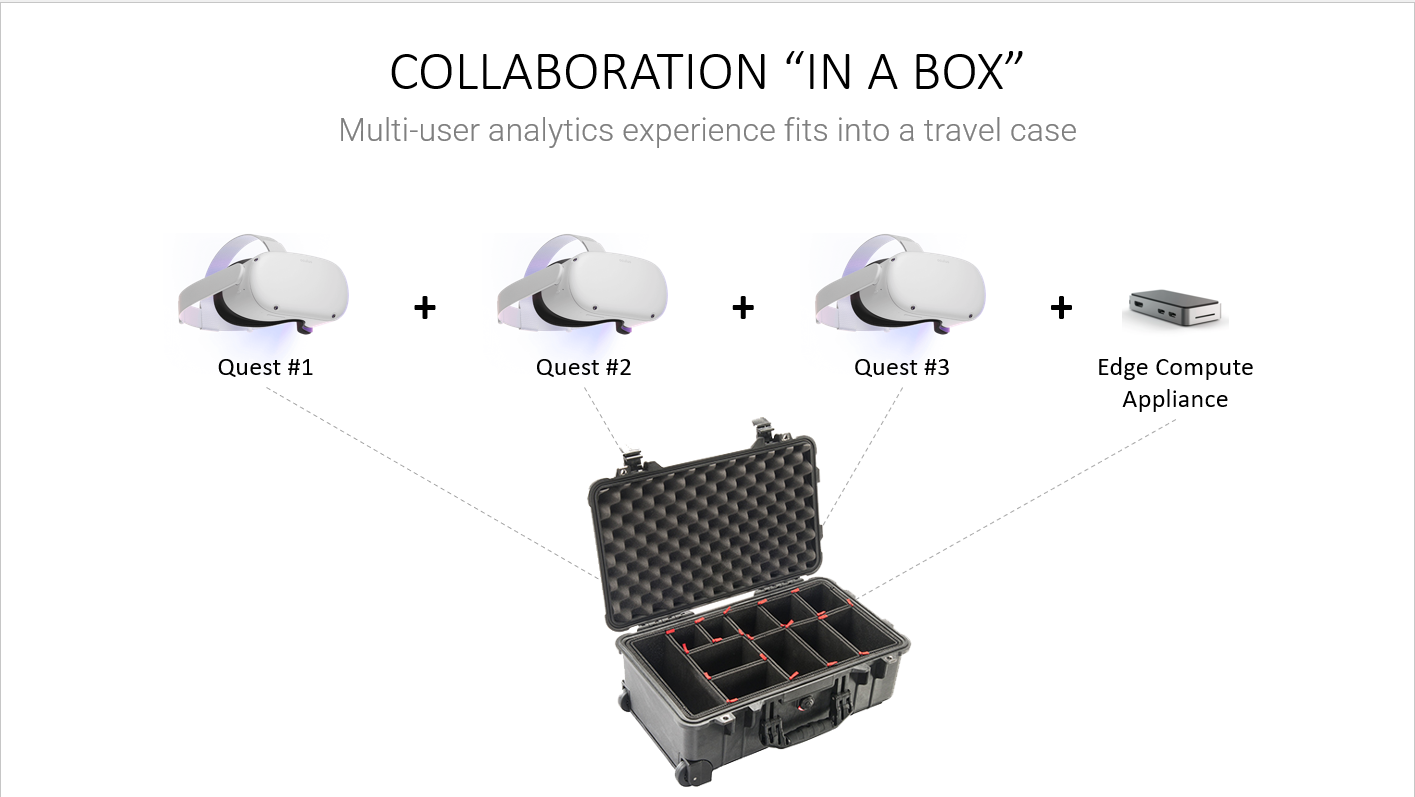 COLLABORATION “IN A BOX”
Multi-user analytics experience fits into a travel case
Quest #1
Quest #2
Quest #3
Edge Compute
Appliance